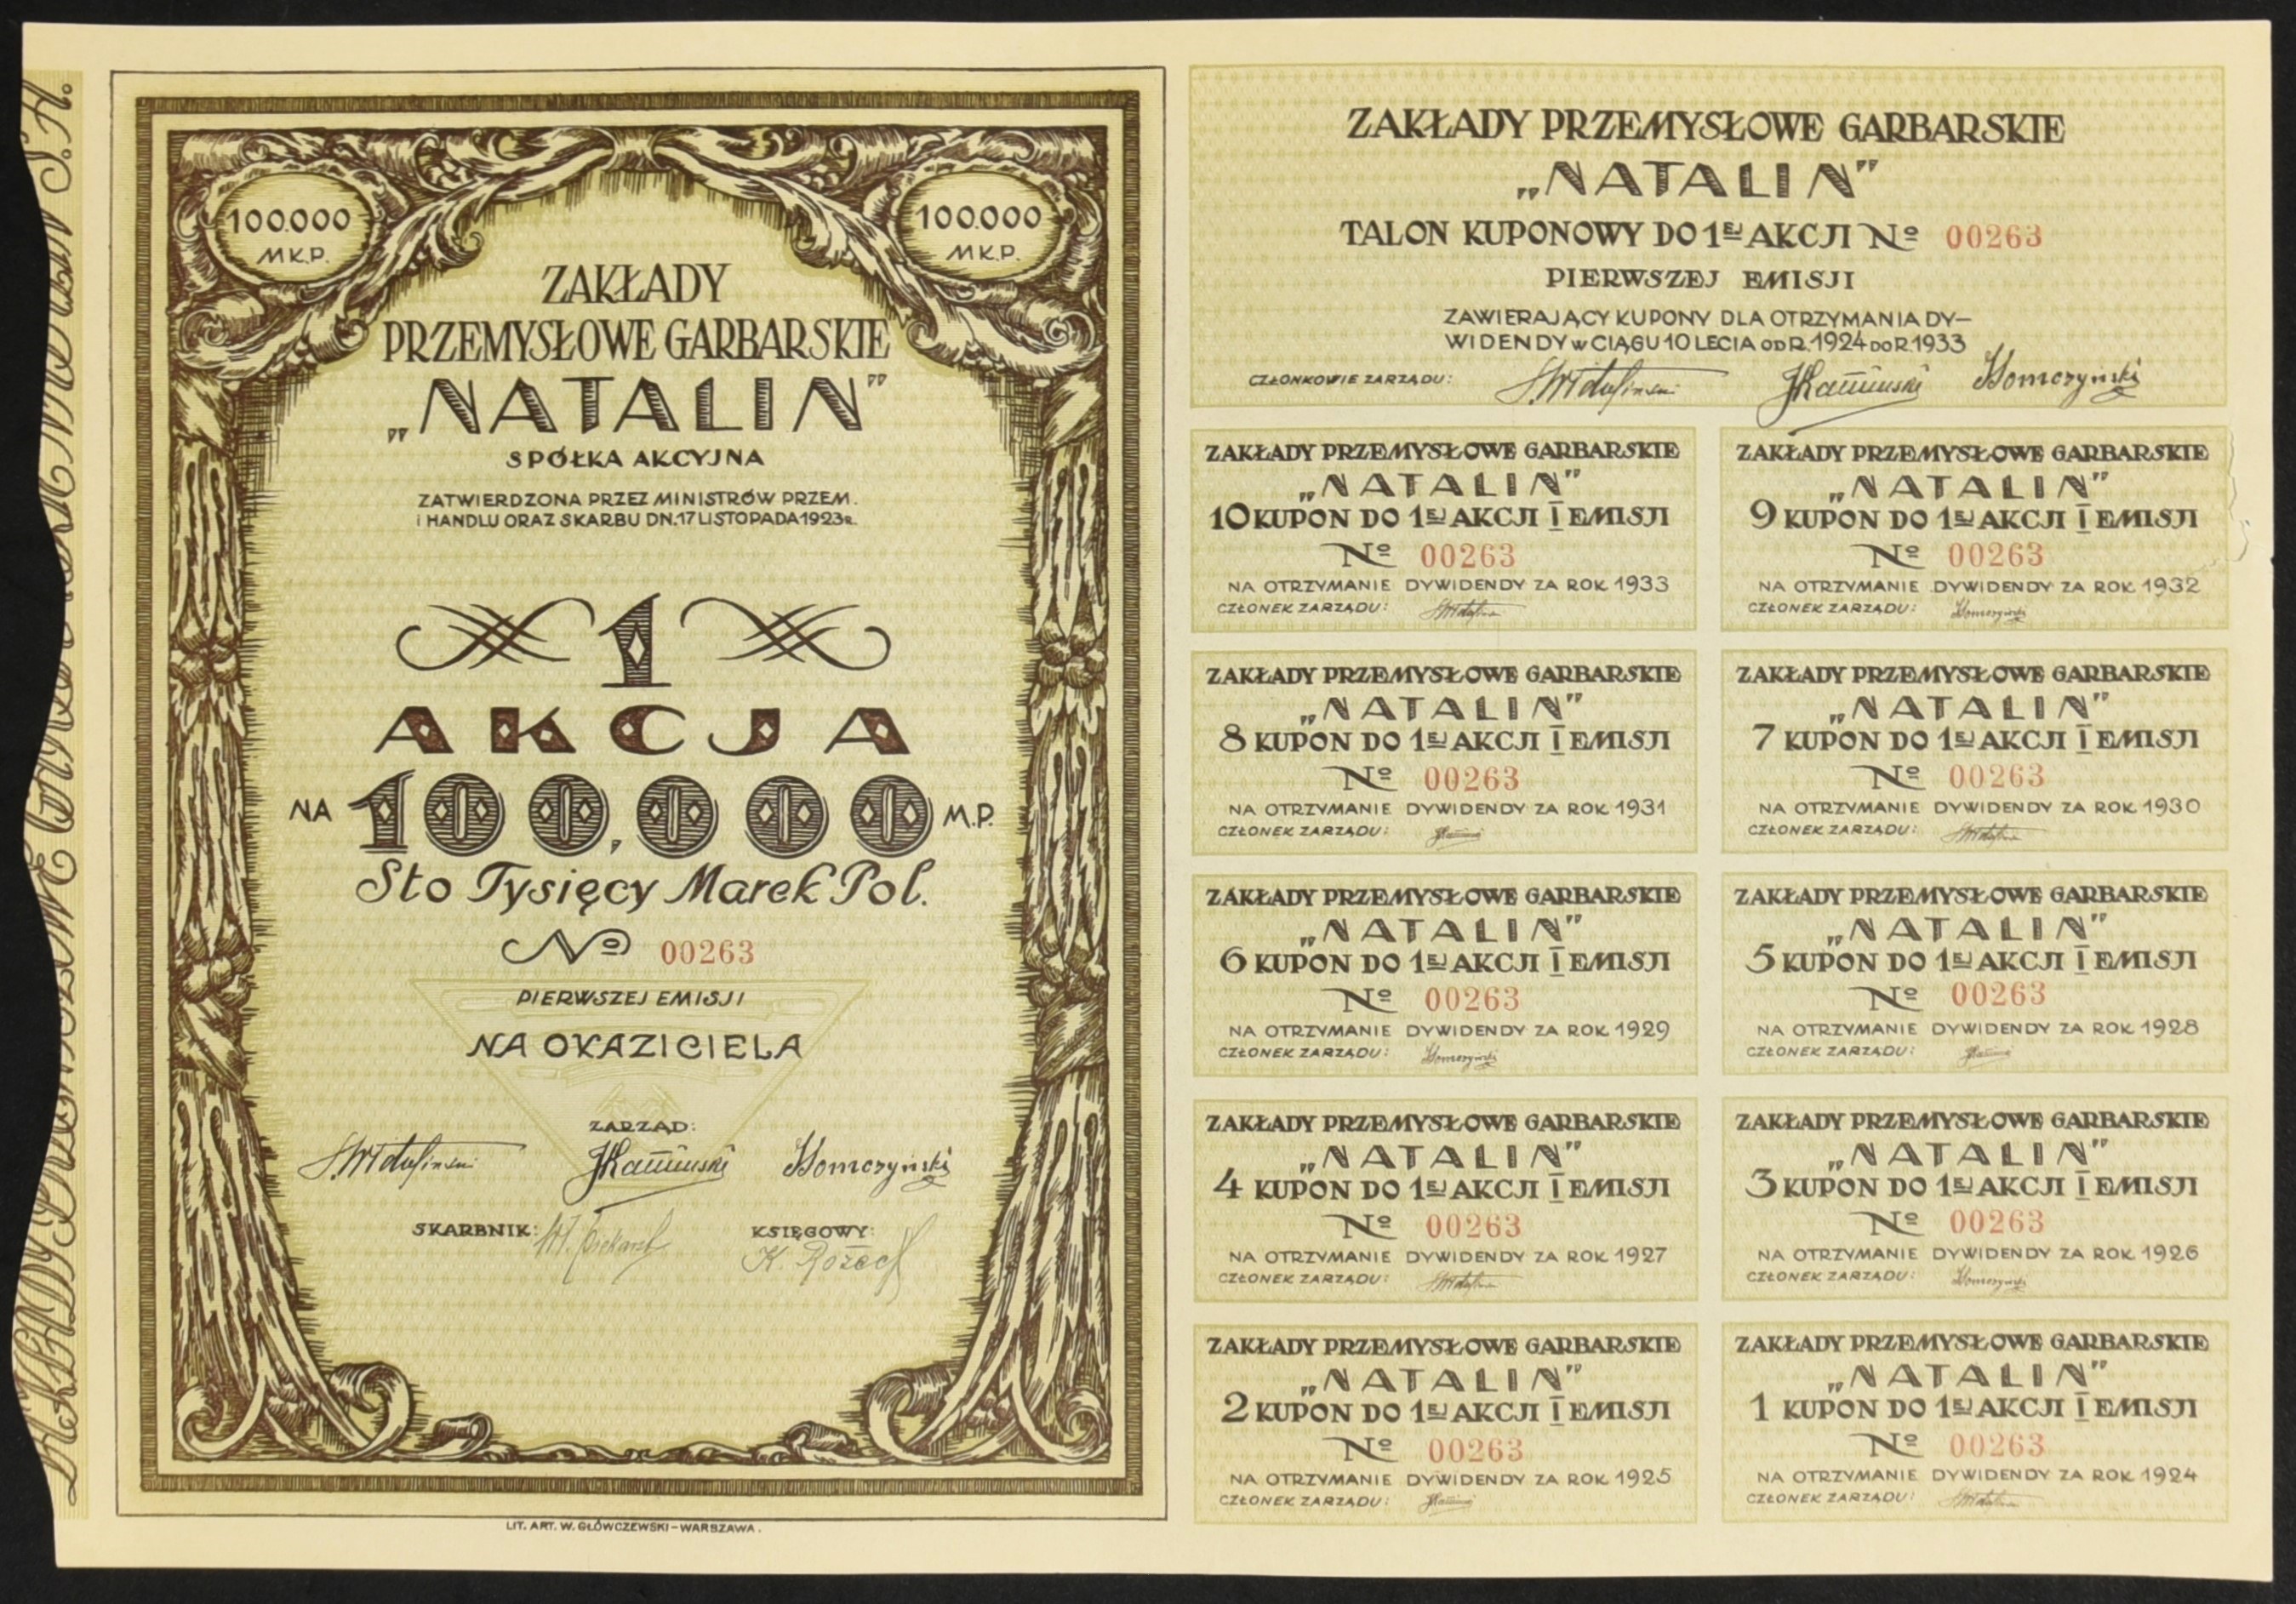 100.000
MK.P.
100.000
MK.P.
ZAKŁADY
PRZEMYSŁOWE GARBARSKIE
„NATALIN”
SPÓŁKA AKCYJNA
ZATWIERDZONA PRZEZ MINISTRÓW PRZEM.
i HANDLU ORAZ SKARBU DN.17 LISTOPADA 1923R.
1
AKCJA
NA 100,000 M.P.
Sto Tysięcy Marek Pol.
No 00263
PIERWSZEJ EMISJI
NA OKAZICIELA
ZARZĄD:
JKamiński Homczyński
SKARBNIK: KSIĘGOWY:
LIT. ART. W. GŁÓWCZEWSKI–WARSZAWA.
ZAKŁADY PRZEMYSŁOWE GARBARSKIE
„NATALIN”
TALON KUPONOWY DO 1EJ AKCJI No 00263
PIERWSZEJ EMISJI
ZAWIERAJĄCY KUPONY DLA OTRZYMANIA DY–
WIDENDY W CIĄGU 10 LECIA OD R.1924 DO R.1933
CZŁONKOWIE ZARZĄDU: JKamiński Homczyński
ZAKŁADY PRZEMYSŁOWE GARBARSKIE
„NATALIN”
10 KUPON DO 1EJ AKCJI I EMISJI
No 00263
NA OTRZYMANIE DYWIDENDY ZA ROK 1933
CZŁONEK ZARZĄDU:
ZAKŁADY PRZEMYSŁOWE GARBARSKIE
„NATALIN”
9 KUPON DO 1EJ AKCJI I EMISJI
No 00263
NA OTRZYMANIE DYWIDENDY ZA ROK 1932
CZŁONEK ZARZĄDU: Homczyński
ZAKŁADY PRZEMYSŁOWE GARBARSKIE
„NATALIN”
8 KUPON DO 1EJ AKCJI I EMISJI
No 00263
NA OTRZYMANIE DYWIDENDY ZA ROK 1931
CZŁONEK ZARZĄDU: JKamiński
ZAKŁADY PRZEMYSŁOWE GARBARSKIE
„NATALIN”
7 KUPON DO 1EJ AKCJI I EMISJI
No 00263
NA OTRZYMANIE DYWIDENDY ZA ROK 1930
CZŁONEK ZARZĄDU:
ZAKŁADY PRZEMYSŁOWE GARBARSKIE
„NATALIN”
6 KUPON DO 1EJ AKCJI I EMISJI
No 00263
NA OTRZYMANIE DYWIDENDY ZA ROK 1929
CZŁONEK ZARZĄDU: Homczyński
ZAKŁADY PRZEMYSŁOWE GARBARSKIE
„NATALIN”
5 KUPON DO 1EJ AKCJI I EMISJI
No 00263
NA OTRZYMANIE DYWIDENDY ZA ROK 1928
CZŁONEK ZARZĄDU: JKamiński
ZAKŁADY PRZEMYSŁOWE GARBARSKIE
„NATALIN”
4 KUPON DO 1EJ AKCJI I EMISJI
No 00263
NA OTRZYMANIE DYWIDENDY ZA ROK 1927
CZŁONEK ZARZĄDU:
ZAKŁADY PRZEMYSŁOWE GARBARSKIE
„NATALIN”
3 KUPON DO 1EJ AKCJI I EMISJI
No 00263
NA OTRZYMANIE DYWIDENDY ZA ROK 1926
CZŁONEK ZARZĄDU: Homczyński
ZAKŁADY PRZEMYSŁOWE GARBARSKIE
„NATALIN”
2 KUPON DO 1EJ AKCJI I EMISJI
No 00263
NA OTRZYMANIE DYWIDENDY ZA ROK 1925
CZŁONEK ZARZĄDU: JKamiński
ZAKŁADY PRZEMYSŁOWE GARBARSKIE
„NATALIN”
1 KUPON DO 1EJ AKCJI I EMISJI
No 00263
NA OTRZYMANIE DYWIDENDY ZA ROK 1924
CZŁONEK ZARZĄDU: